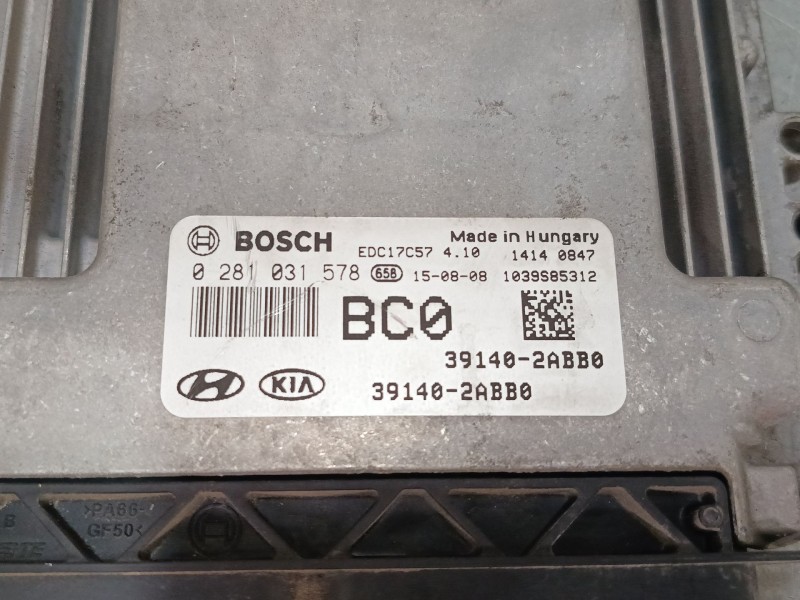 BOSCH
EDC17C57 4.10
Made in Hungary
1414 0847
0 281 031 578 65B 15-08-08 1039S85312
BC0
39140-2ABB0
KIA
39140-2ABB0
>PA66-
GF50<